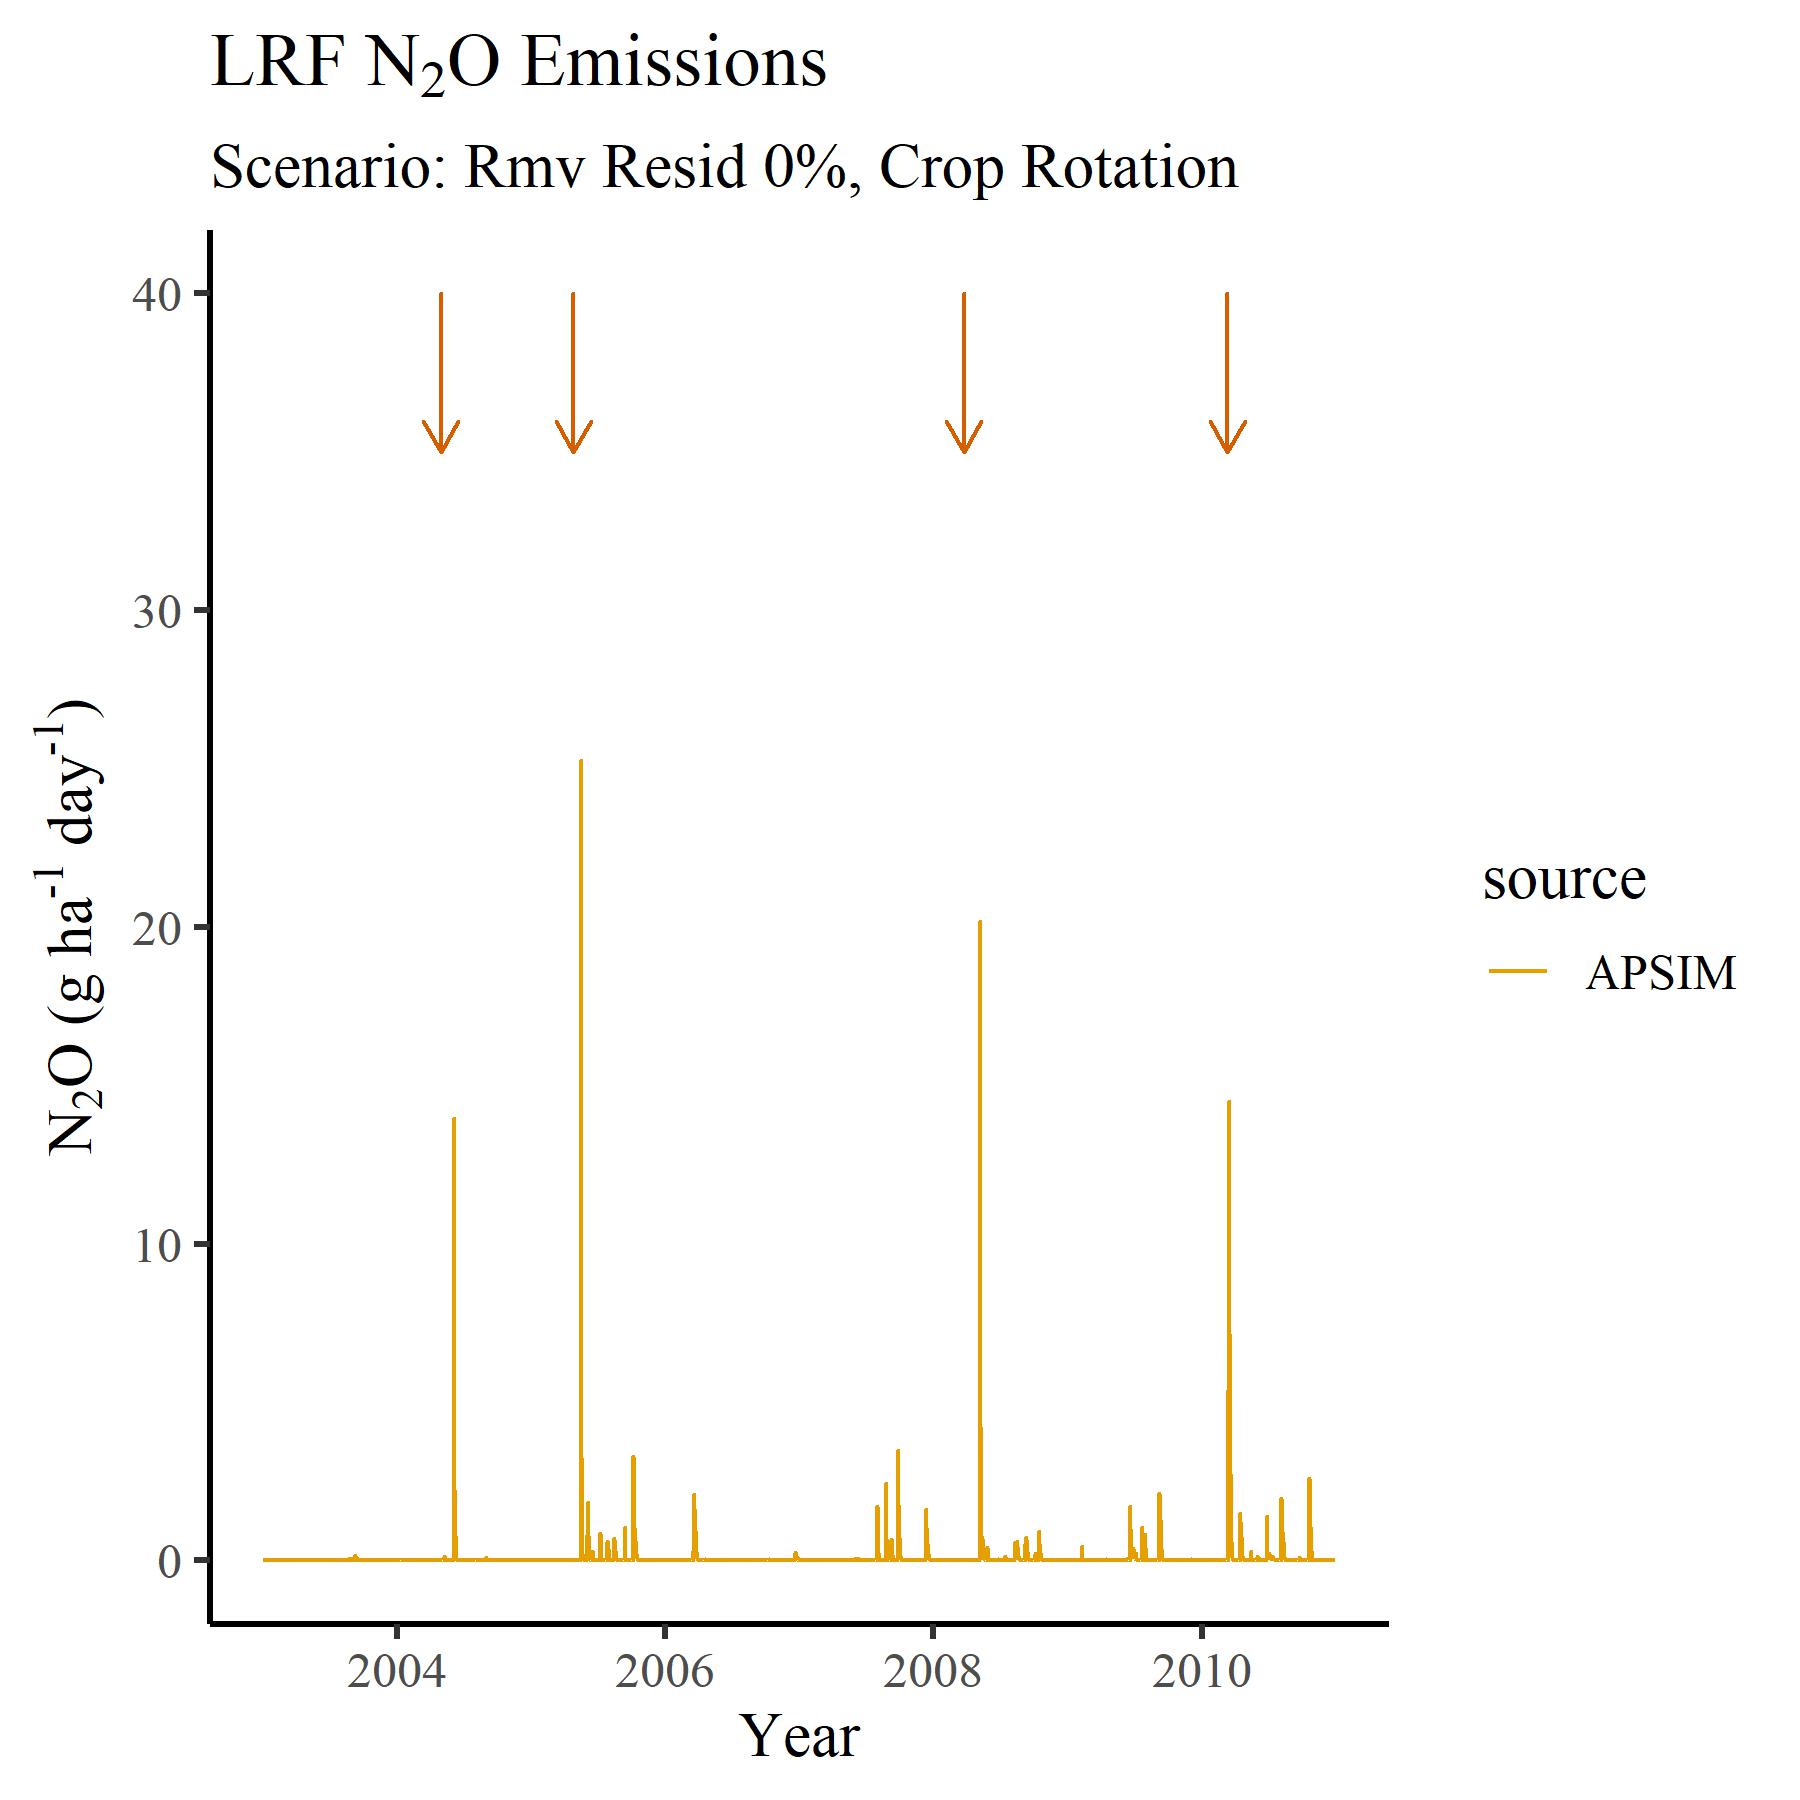 LRF N₂O Emissions
Scenario: Rmv Resid 0%, Crop Rotation
40
30
20
10
0
N₂O (g ha⁻¹ day⁻¹)
2004 2006 2008 2010
Year
source
APSIM